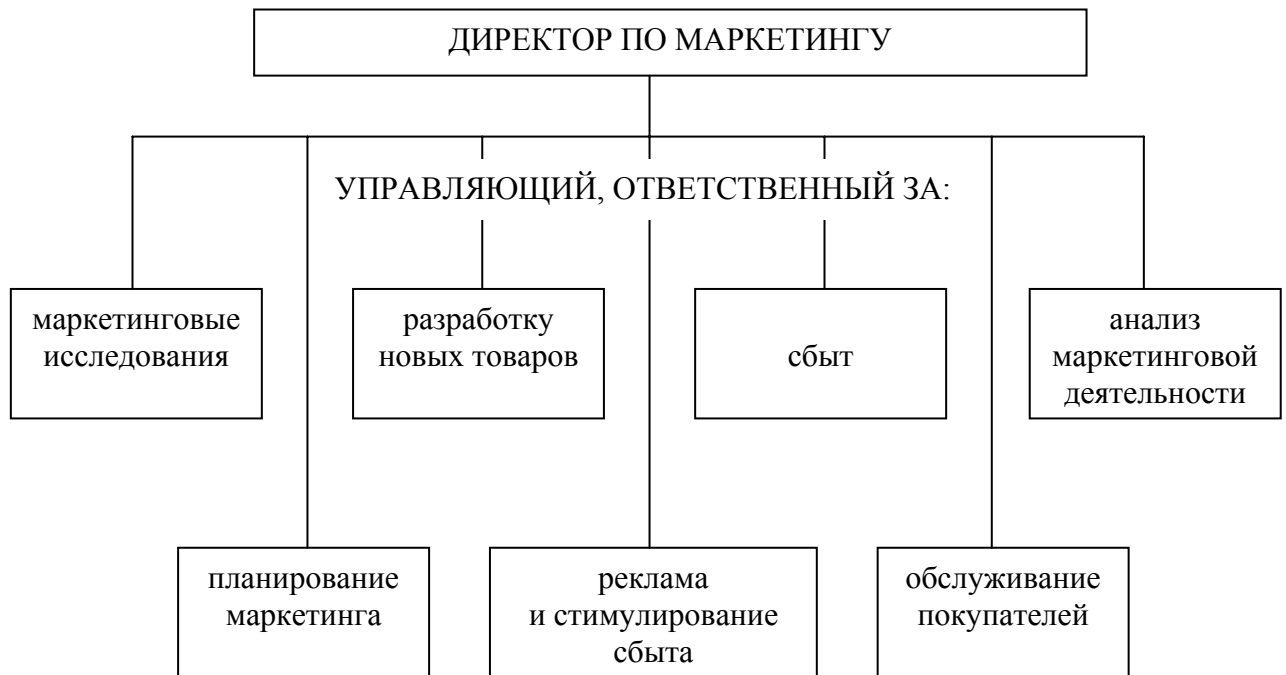 ДИРЕКТОР ПО МАРКЕТИНГУ
УПРАВЛЯЮЩИЙ, ОТВЕТСТВЕННЫЙ ЗА:
маркетинговые
исследования
разработку
новых товаров
сбыт
анализ
маркетинговой
деятельности
планирование
маркетинга
реклама
и стимулирование
сбыта
обслуживание
покупателей